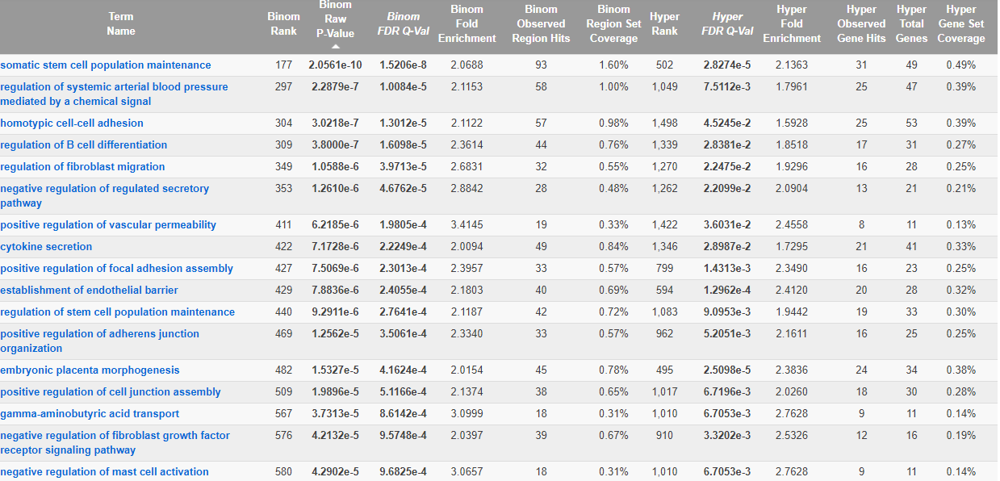 Term Name Binom Rank Binom Raw P-Value Binom FDR Q-Val Binom Fold Enrichment Binom Observed Region Hits Binom Region Set Coverage Hyper Rank Hyper FDR Q-Val Hyper Fold Enrichment Hyper Observed Gene Hits Hyper Total Genes Hyper Gene Set Coverage
somatic stem cell population maintenance 177 2.0561e-10 1.5206e-8 2.0688 93 1.60% 502 2.8274e-5 2.1363 31 49 0.49%
regulation of systemic arterial blood pressure 297 2.2879e-7 1.0084e-5 2.1153 58 1.00% 1,049 7.5112e-3 1.7961 25 47 0.39%
mediated by a chemical signal
homotypic cell-cell adhesion 304 3.0218e-7 1.3012e-5 2.1122 57 0.98% 1,498 4.5245e-2 1.5928 25 53 0.39%
regulation of B cell differentiation 309 3.8000e-7 1.6098e-5 2.3614 44 0.76% 1,339 2.8381e-2 1.8518 17 31 0.27%
regulation of fibroblast migration 349 1.0588e-6 3.9713e-5 2.6831 32 0.55% 1,270 2.2475e-2 1.9296 16 28 0.25%
negative regulation of regulated secretory 353 1.2610e-6 4.6762e-5 2.8842 28 0.48% 1,262 2.2099e-2 2.0904 13 21 0.21%
pathway
positive regulation of vascular permeability 411 6.2185e-6 1.9805e-4 3.4145 19 0.33% 1,422 3.6031e-2 2.4558 8 11 0.13%
cytokine secretion 422 7.1728e-6 2.2249e-4 2.0094 49 0.84% 1,346 2.8987e-2 1.7295 21 41 0.33%
positive regulation of focal adhesion assembly 427 7.5069e-6 2.3013e-4 2.3957 33 0.57% 799 1.4313e-3 2.3490 16 23 0.25%
establishment of endothelial barrier 429 7.8836e-6 2.4055e-4 2.1803 40 0.69% 594 1.2962e-4 2.4120 20 28 0.32%
regulation of stem cell population maintenance 440 9.2911e-6 2.7641e-4 2.1187 42 0.72% 1,083 9.0953e-3 1.9442 19 33 0.30%
positive regulation of adherens junction 469 1.2562e-5 3.5061e-4 2.3340 33 0.57% 962 5.2051e-3 2.1611 16 25 0.25%
organization
embryonic placenta morphogenesis 482 1.5327e-5 4.1624e-4 2.0154 45 0.78% 495 2.5098e-5 2.3836 24 34 0.38%
positive regulation of cell junction assembly 509 1.9896e-5 5.1166e-4 2.1374 38 0.65% 1,017 6.7196e-3 2.0260 18 30 0.28%
gamma-aminobutyric acid transport 567 3.7313e-5 8.6142e-4 3.0999 18 0.31% 1,010 6.7053e-3 2.7628 9 11 0.14%
negative regulation of fibroblast growth factor 576 4.2132e-5 9.5748e-4 2.0397 39 0.67% 910 3.3202e-3 2.5326 12 16 0.19%
receptor signaling pathway
negative regulation of mast cell activation 580 4.2902e-5 9.6825e-4 3.0657 18 0.31% 1,010 6.7053e-3 2.7628 9 11 0.14%